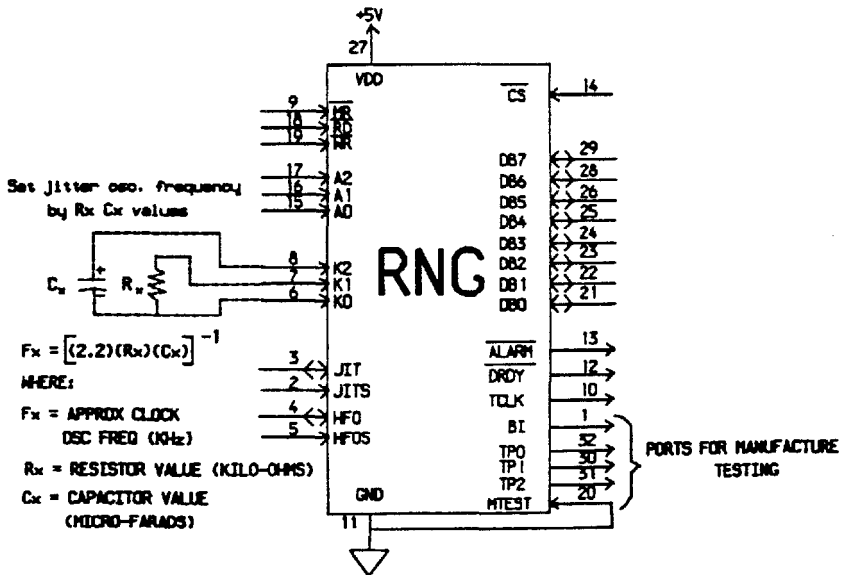 +5V
27
VDD
CS
14
9
MR
18
RD
19
WR
17
A2
16
A1
15
A0
DB7
29
DB6
28
DB5
26
DB4
25
DB3
24
DB2
23
DB1
22
DB0
21
Set jitter osc. frequency
by Rx Cx values
RNG
Cx
Rx
8
K2
7
K1
6
K0
Fx = [(2.2)(Rx)(Cx)]-1
WHERE:
Fx = APPROX CLOCK
OSC FREQ (KHz)
Rx = RESISTOR VALUE (KILO-OHMS)
Cx = CAPACITOR VALUE
(MICRO-FARADS)
3
JIT
2
JITS
4
HFO
5
HFOS
ALARM
13
DRDY
12
TCLK
10
BI
1
TP0
32
TP1
30
TP2
31
MTEST
20
PORTS FOR MANUFACTURE
TESTING
GND
11